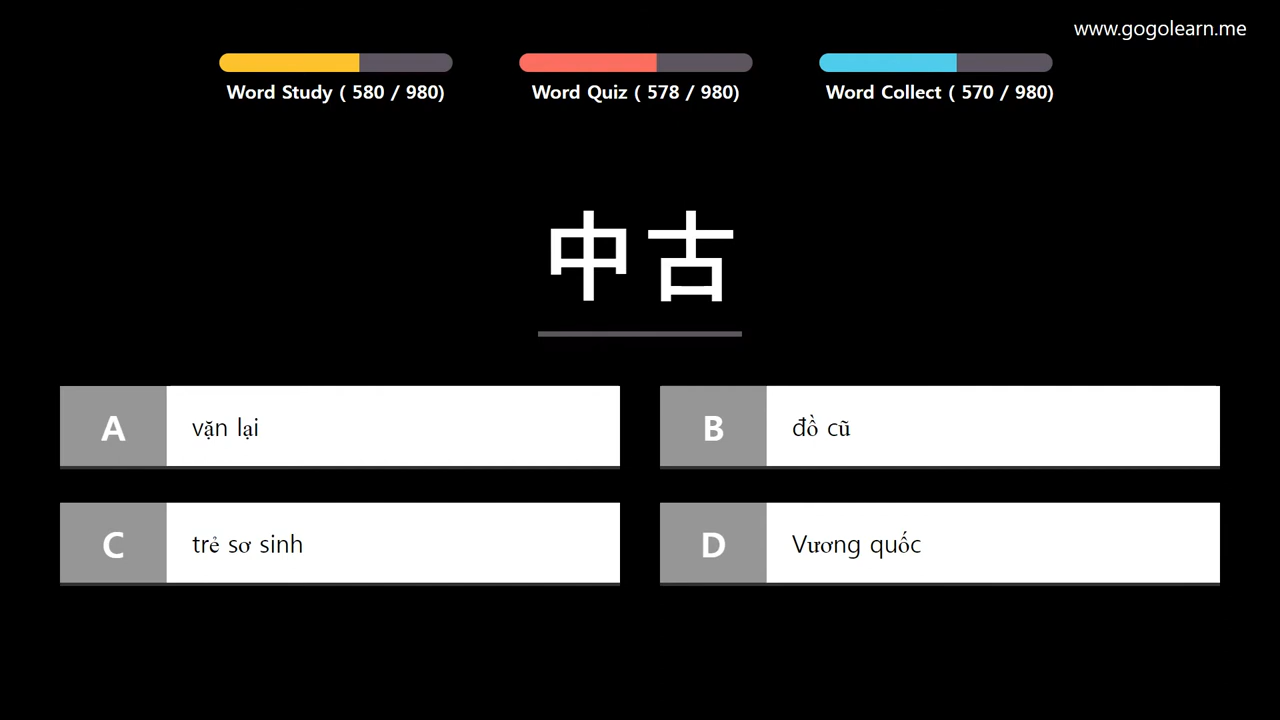 www.gogolearn.me
Word Study ( 580 / 980)
Word Quiz ( 578 / 980)
Word Collect ( 570 / 980)
中古
A vặn lại
B đồ cũ
C trẻ sơ sinh
D Vương quốc